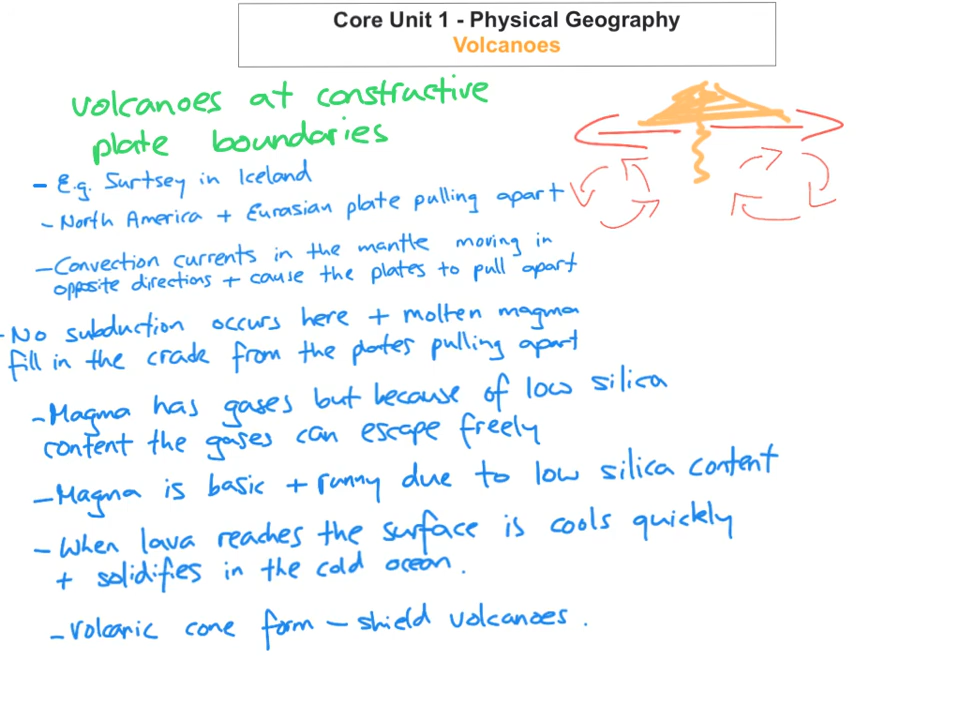 Core Unit 1 - Physical Geography
Volcanoes
volcanoes at constructive
plate boundaries
- E.g. Surtsey in Iceland
- North America + Eurasian plate pulling apart
- Convection currents in the mantle moving in
opposite directions + cause the plates to pull apart
- No subduction occurs here + molten magma
fill in the crack from the plates pulling apart
- Magma has gases but because of low silica
content the gases can escape freely
- Magma is basic + runny due to low silica content
- When lava reaches the surface is cools quickly
+ solidifies in the cold ocean.
- Volcanic cone form - shield volcanoes.